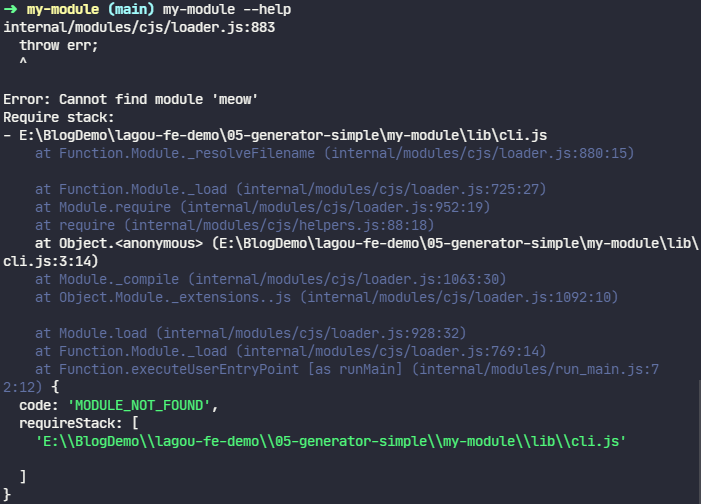 ➜ my-module (main) my-module --help
internal/modules/cjs/loader.js:883
  throw err;
  ^

Error: Cannot find module 'meow'
Require stack:
- E:\BlogDemo\lagou-fe-demo\05-generator-simple\my-module\lib\cli.js
    at Function.Module._resolveFilename (internal/modules/cjs/loader.js:880:15)

    at Function.Module._load (internal/modules/cjs/loader.js:725:27)
    at Module.require (internal/modules/cjs/loader.js:952:19)
    at require (internal/modules/cjs/helpers.js:88:18)
    at Object.<anonymous> (E:\BlogDemo\lagou-fe-demo\05-generator-simple\my-module\lib\
cli.js:3:14)
    at Module._compile (internal/modules/cjs/loader.js:1063:30)
    at Object.Module._extensions..js (internal/modules/cjs/loader.js:1092:10)

    at Module.load (internal/modules/cjs/loader.js:928:32)
    at Function.Module._load (internal/modules/cjs/loader.js:769:14)
    at Function.executeUserEntryPoint [as runMain] (internal/modules/run_main.js:7
2:12) {
  code: 'MODULE_NOT_FOUND',
  requireStack: [
    'E:\\BlogDemo\\lagou-fe-demo\\05-generator-simple\\my-module\\lib\\cli.js'

  ]
}